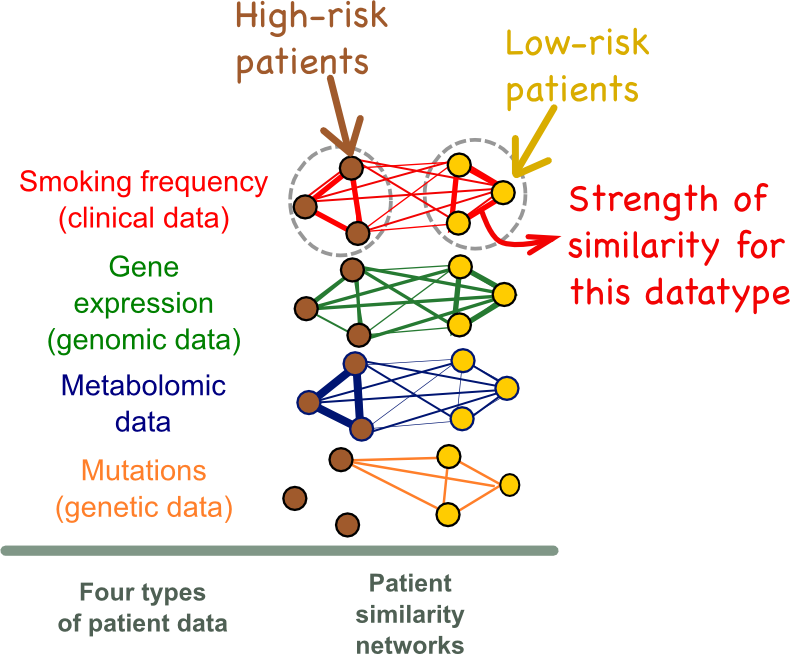 High-risk
patients
Low-risk
patients
Smoking frequency
(clinical data)
Strength of
similarity for
this datatype
Gene
expression
(genomic data)
Metabolomic
data
Mutations
(genetic data)
Four types
of patient data
Patient
similarity
networks